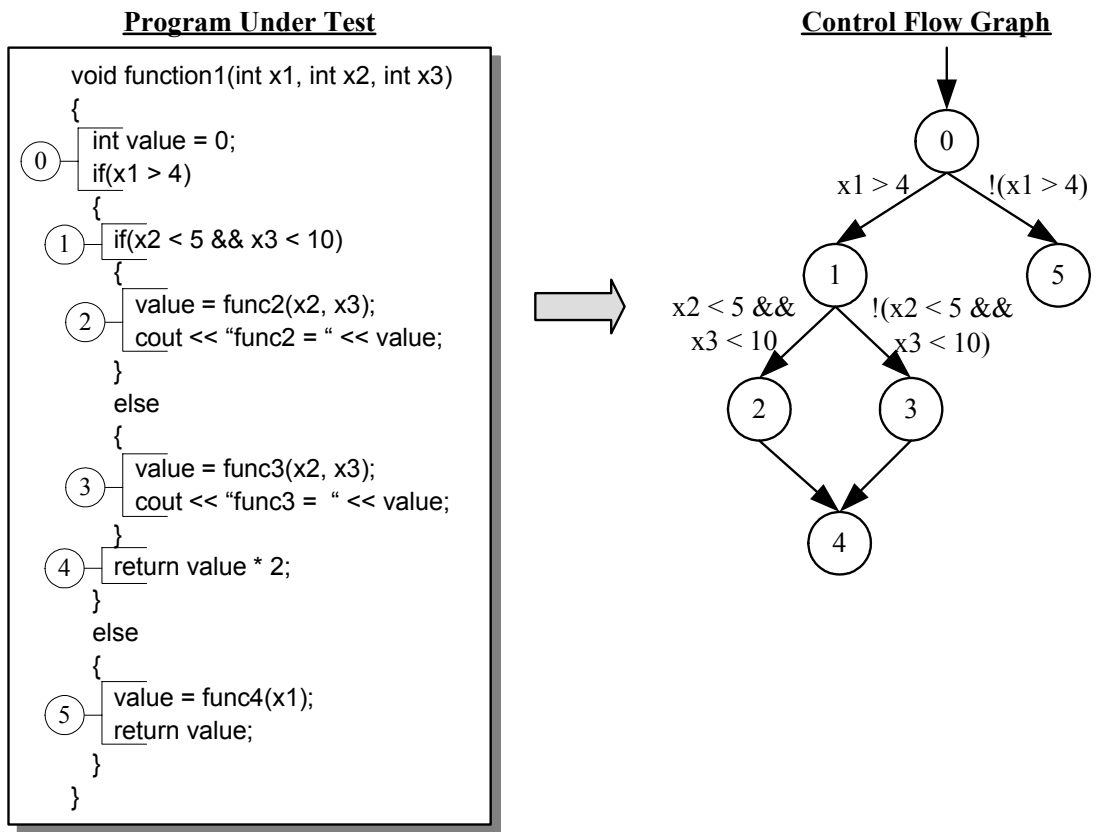 Program Under Test
void function1(int x1, int x2, int x3)
{
0
int value = 0;
if(x1 > 4)
{
1
if(x2 < 5 && x3 < 10)
{
2
value = func2(x2, x3);
cout << “func2 = “ << value;
}
else
{
3
value = func3(x2, x3);
cout << “func3 =  “ << value;
}
4
return value * 2;
}
else
{
5
value = func4(x1);
return value;
}
}
Control Flow Graph
0
x1 > 4
!(x1 > 4)
1
5
x2 < 5 &&
x3 < 10
!(x2 < 5 &&
x3 < 10)
2
3
4